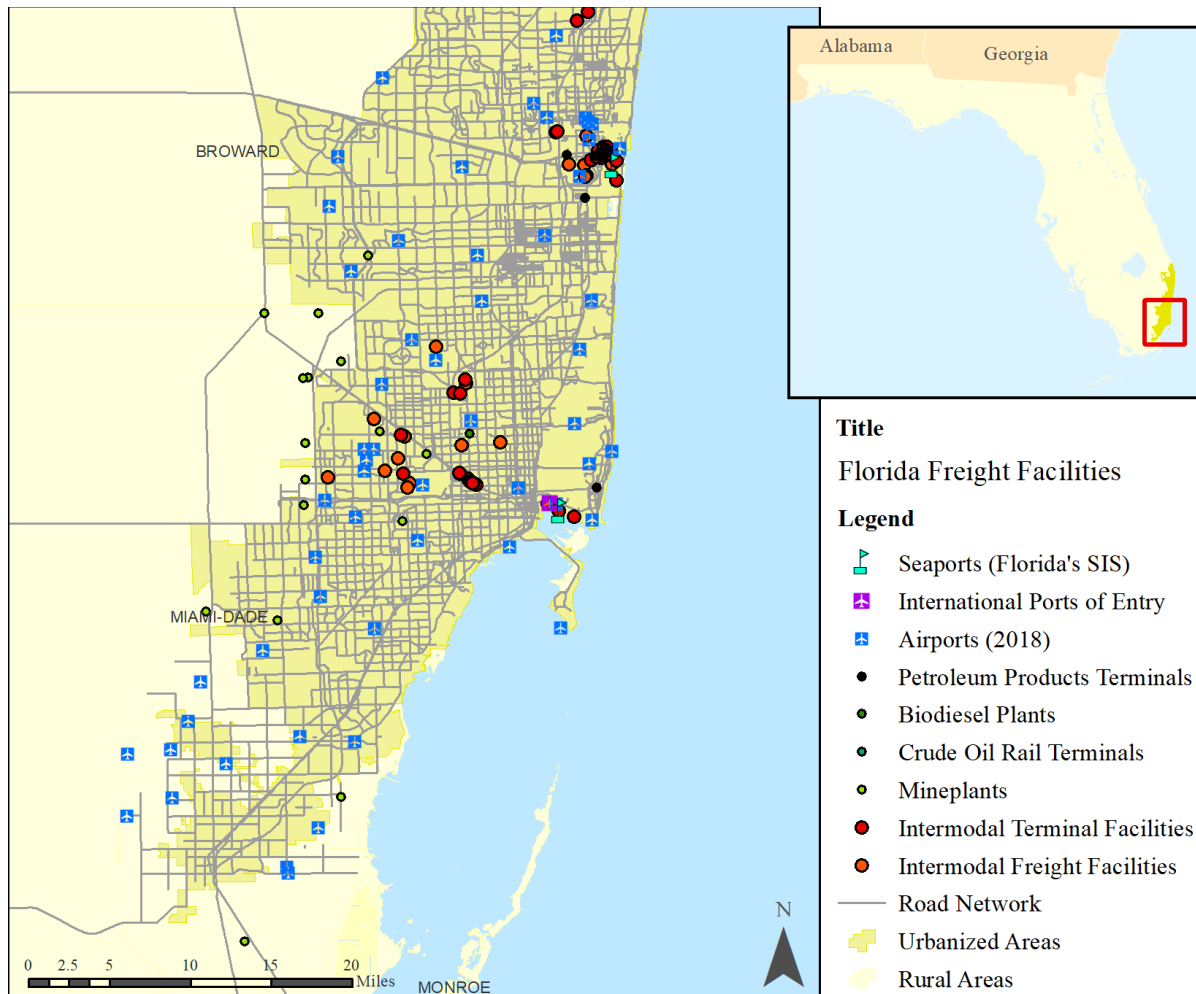 Alabama
Georgia
BROWARD
MIAMI-DADE
MONROE
N
0 2.5 5 10 15 20
Miles
Title
Florida Freight Facilities
Legend
Seaports (Florida's SIS)
International Ports of Entry
Airports (2018)
Petroleum Products Terminals
Biodiesel Plants
Crude Oil Rail Terminals
Mineplants
Intermodal Terminal Facilities
Intermodal Freight Facilities
Road Network
Urbanized Areas
Rural Areas